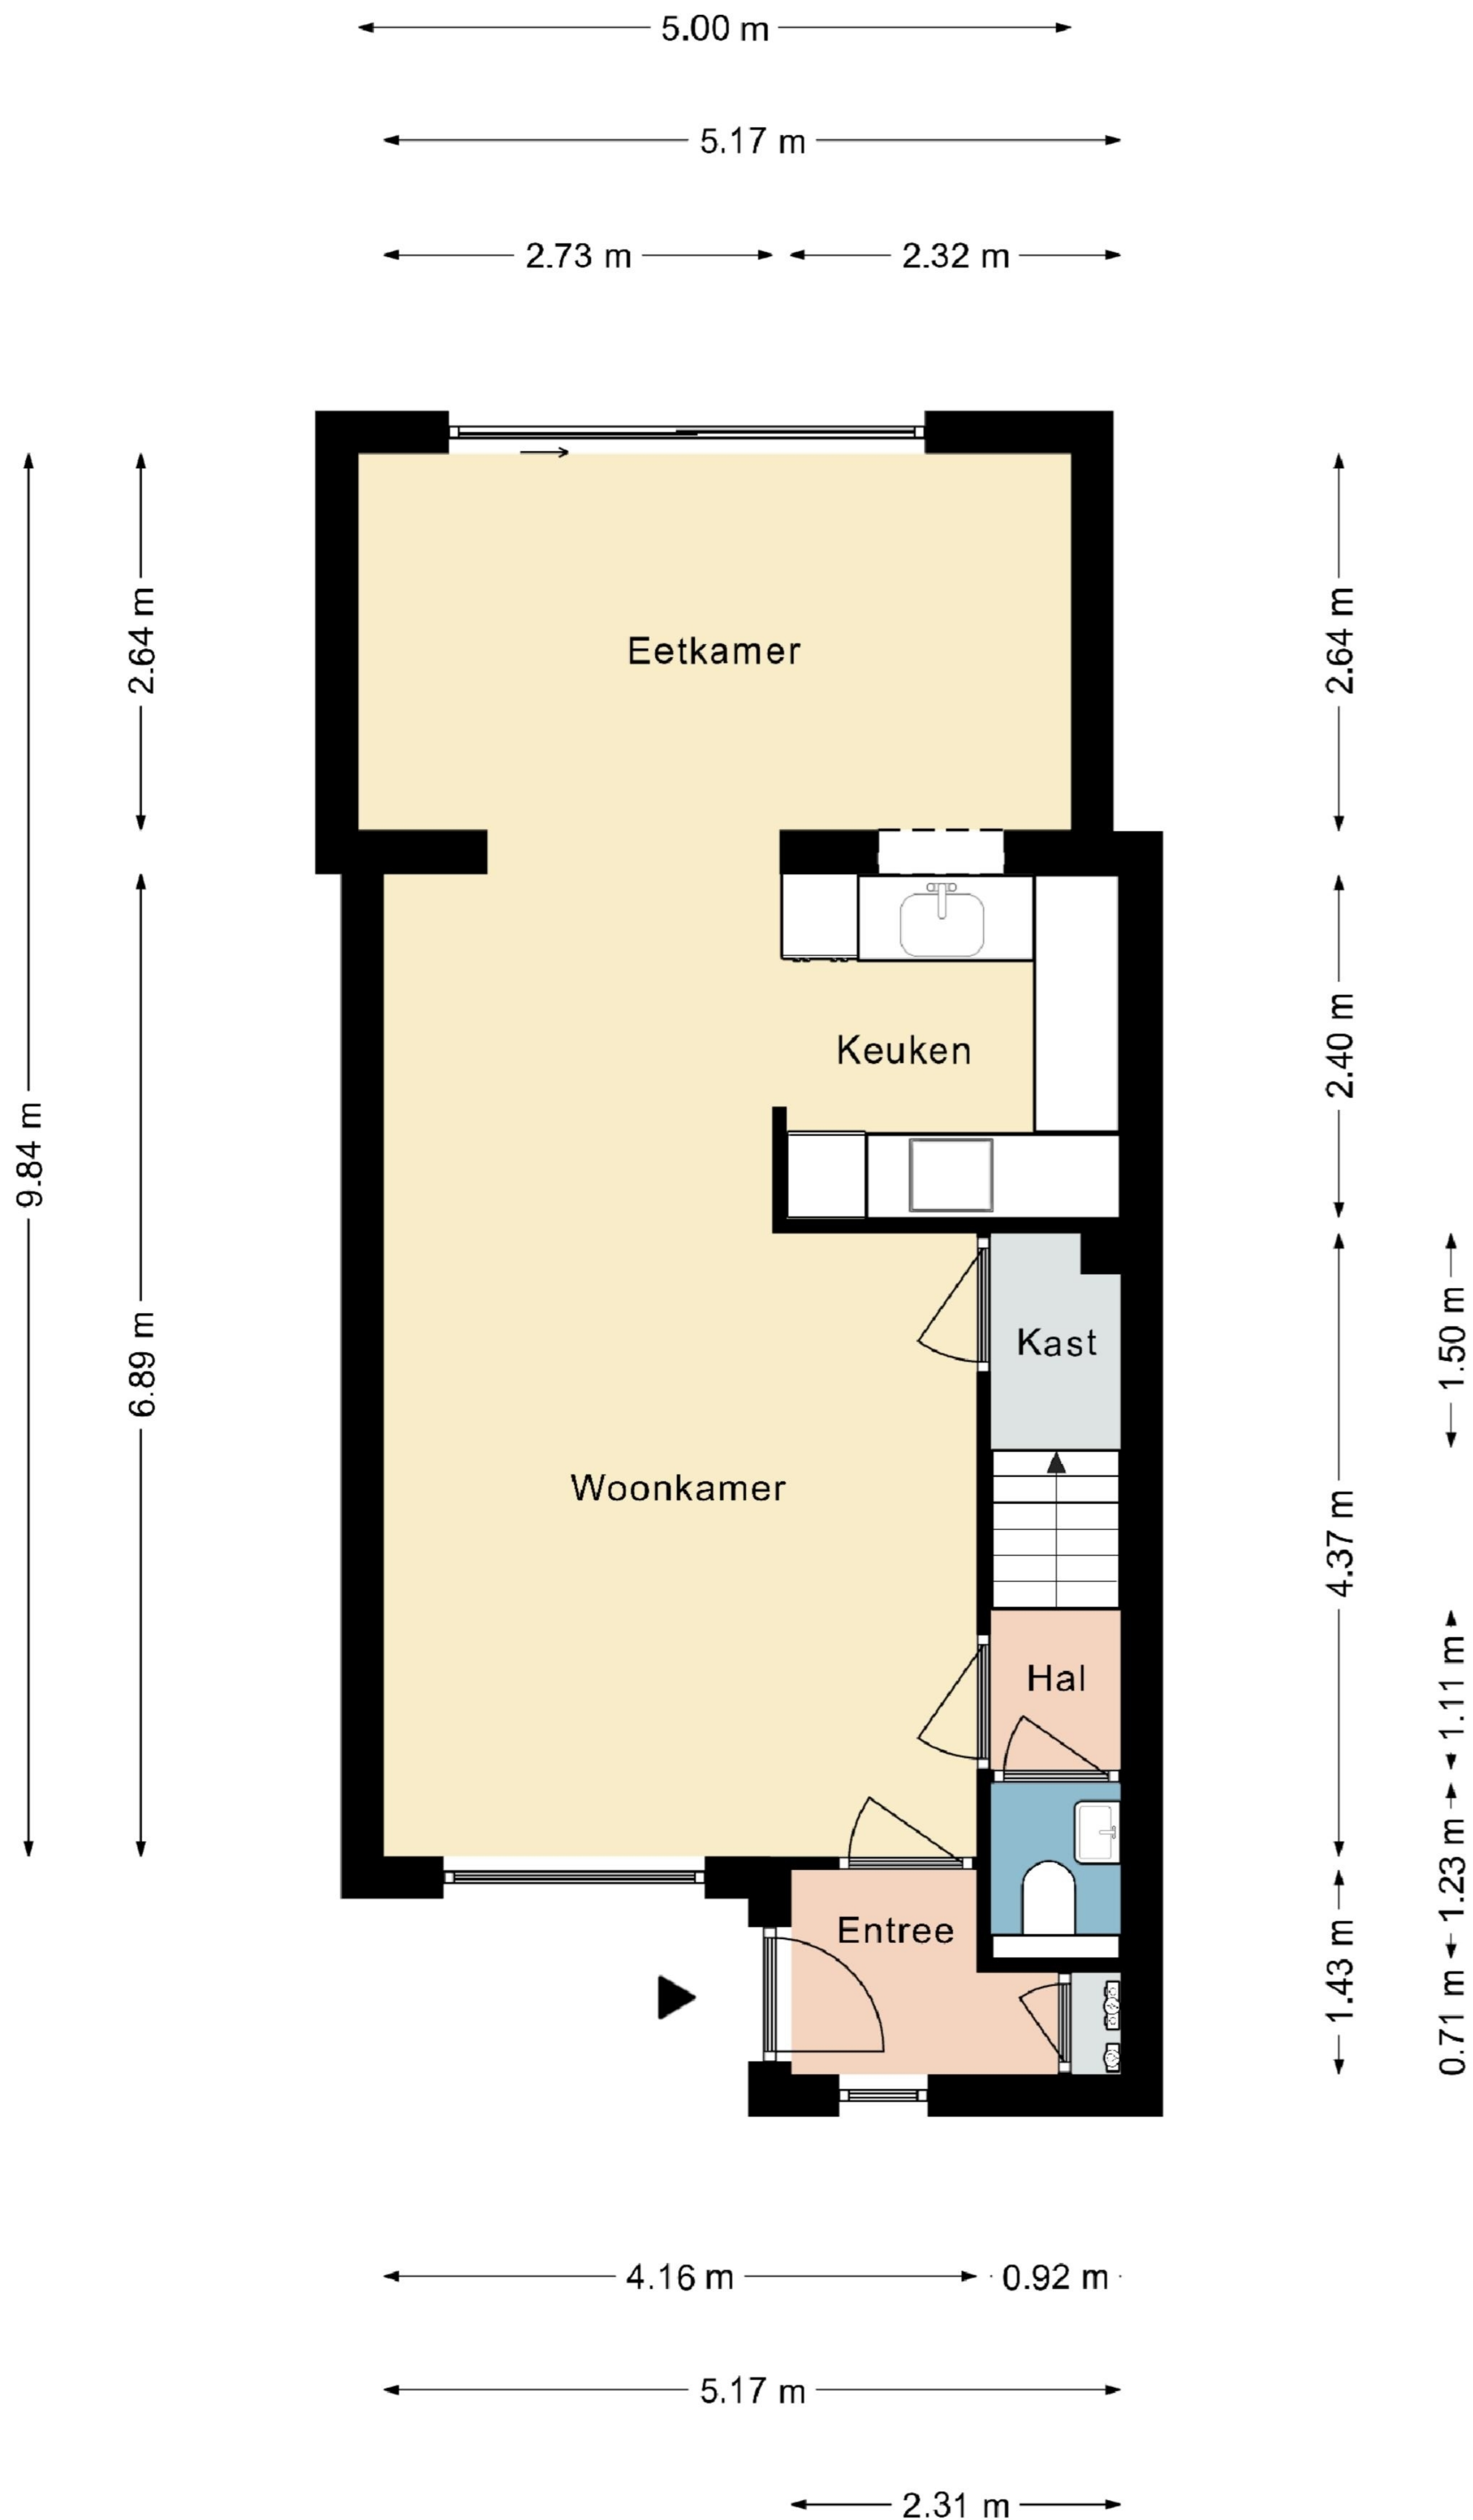 5.00 m
5.17 m
2.73 m
2.32 m
Eetkamer
2.64 m
2.64 m
Keuken
2.40 m
9.84 m
6.89 m
Kast
1.50 m
Woonkamer
4.37 m
Hal
1.11 m
1.23 m
Entree
1.43 m
0.71 m
4.16 m
0.92 m
5.17 m
2.31 m